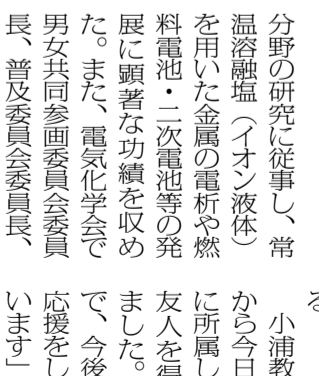 分野の研究に従事し、常
温溶融塩（イオン液体）
を用いた金属の電析や燃
料電池・二次電池等の発
展に顕著な功績を収め
た。また、電気化学会で
男女共同参画委員会委員
長、普及委員会委員長、
る
小浦教
から今日
に所属し
友人を得
ました。
で、今後
応援をし
います」